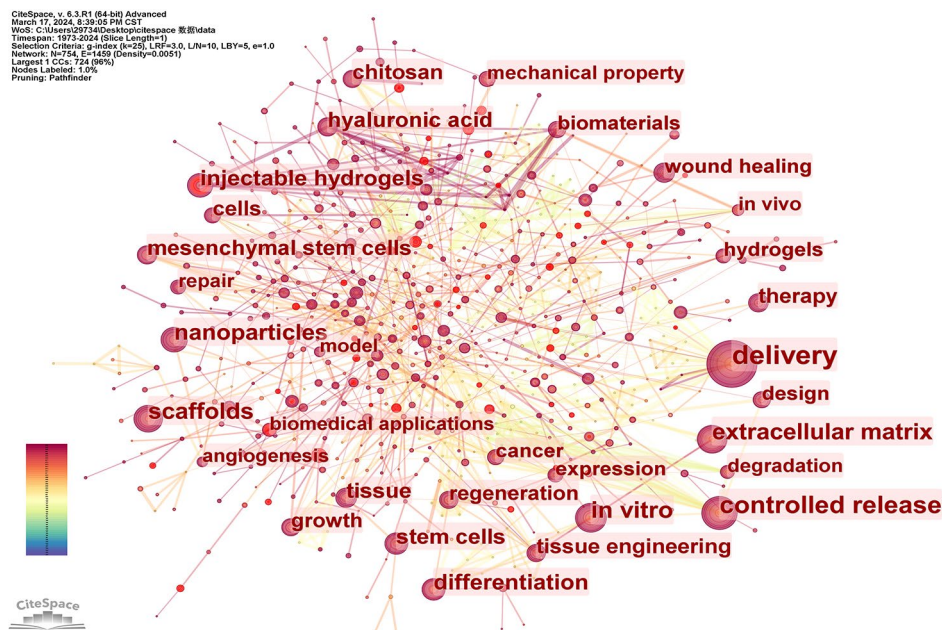 CiteSpace, v. 6.3.R1 (64-bit) Advanced
March 17, 2024, 8:39:05 PM CST
WoS: C:\Users\29734\Desktop\citespace 数据\data
Timespan: 1973-2024 (Slice Length=1)
Selection Criteria: g-index (k=25), LRF=3.0, L/N=10, LBY=5, e=1.0
Network: N=754, E=1459 (Density=0.0051)
Largest 1 CCs: 724 (96%)
Nodes Labeled: 1.0%
Pruning: Pathfinder
chitosan
mechanical property
hyaluronic acid
biomaterials
wound healing
injectable hydrogels
in vivo
cells
mesenchymal stem cells
hydrogels
repair
therapy
nanoparticles
model
delivery
design
scaffolds
biomedical applications
extracellular matrix
cancer
angiogenesis
expression
degradation
tissue
regeneration
controlled release
in vitro
growth
stem cells
tissue engineering
differentiation
CiteSpace